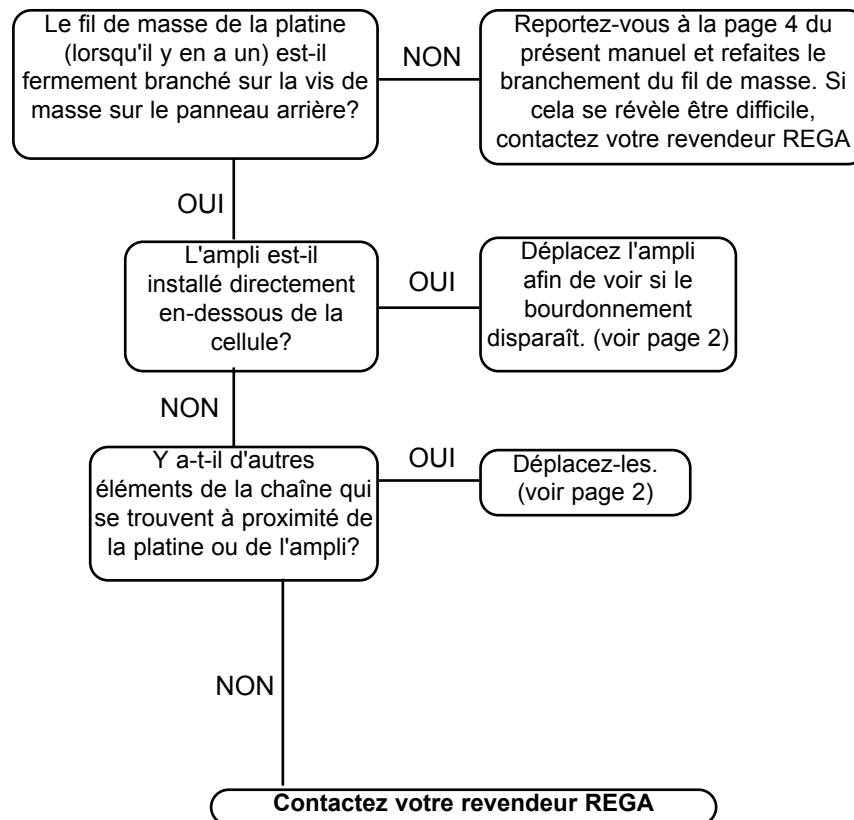 Le fil de masse de la platine
(lorsqu'il y en a un) est-il
fermement branché sur la vis de
masse sur le panneau arrière?
NON
Reportez-vous à la page 4 du
présent manuel et refaites le
branchement du fil de masse. Si
cela se révèle être difficile,
contactez votre revendeur REGA
OUI
L'ampli est-il
installé directement
en-dessous de la
cellule?
OUI
Déplacez l'ampli
afin de voir si le
bourdonnement
disparaît. (voir page 2)
NON
Y a-t-il d'autres
éléments de la chaîne qui
se trouvent à proximité de
la platine ou de l'ampli?
OUI
Déplacez-les.
(voir page 2)
NON
Contactez votre revendeur REGA